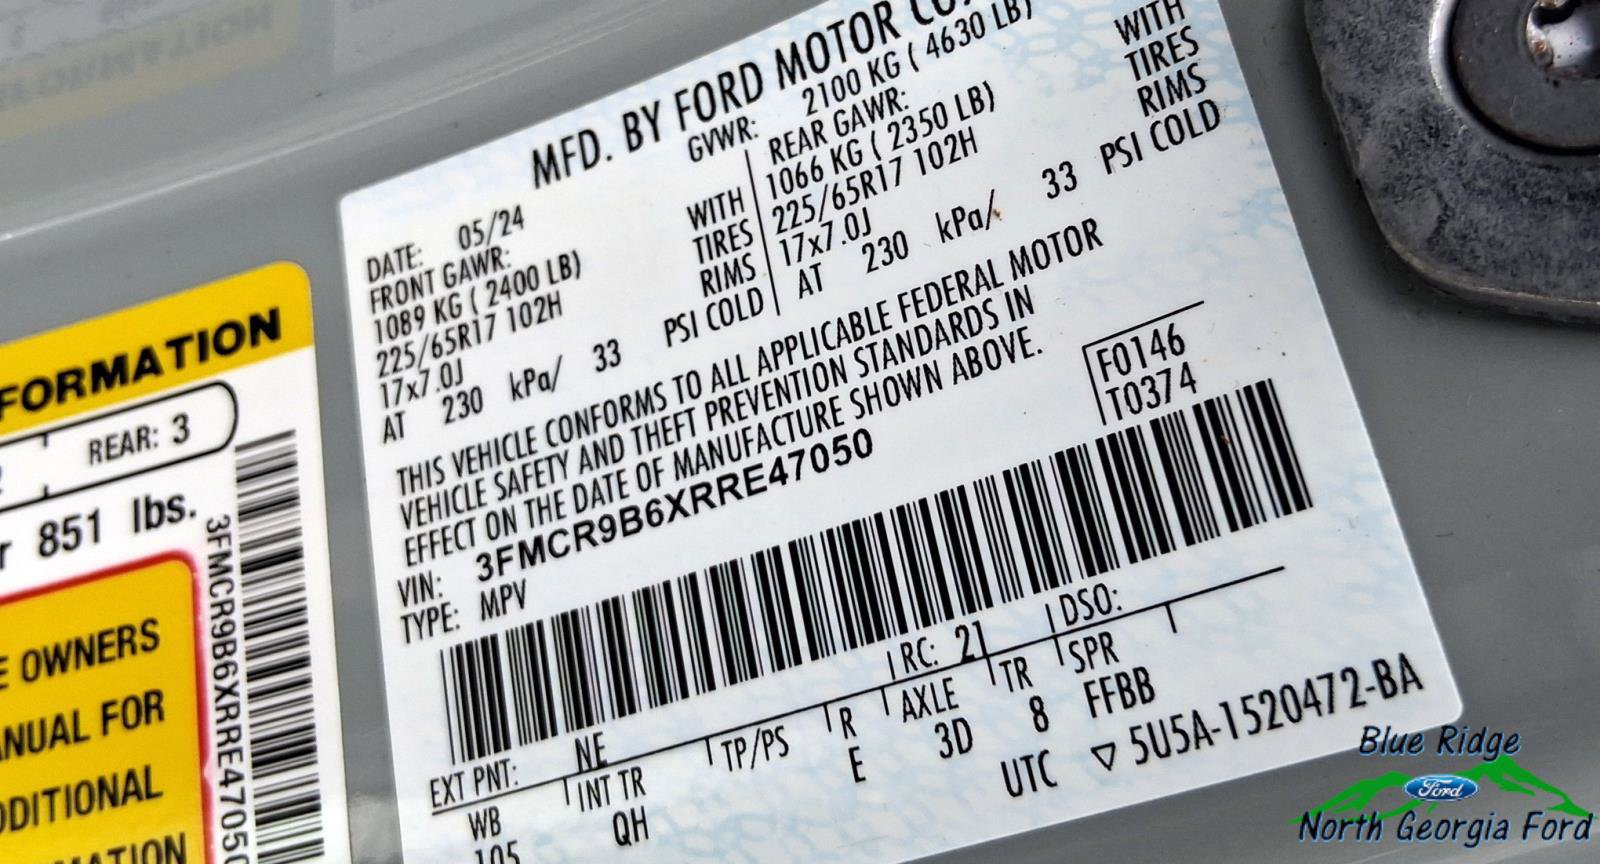 MFD. BY FORD MOTOR CO.
GVWR: 2100 KG ( 4630 LB)
DATE: 05/24
FRONT GAWR:
1089 KG ( 2400 LB) WITH
225/65R17 102H TIRES
17x7.0J RIMS
AT 230 kPa/ 33 PSI COLD
REAR GAWR:
1066 KG ( 2350 LB) WITH
225/65R17 102H TIRES
17x7.0J RIMS
AT 230 kPa/ 33 PSI COLD
THIS VEHICLE CONFORMS TO ALL APPLICABLE FEDERAL MOTOR
VEHICLE SAFETY AND THEFT PREVENTION STANDARDS IN
EFFECT ON THE DATE OF MANUFACTURE SHOWN ABOVE.
VIN: 3FMCR9B6XRRE47050
TYPE: MPV
F0146
T0374
RC: 21 DSO:
EXT PNT: NE
WB INT TR TP/PS R AXLE TR SPR
105 QH E 3D 8 FFBB
UTC ▽ 5U5A-1520472-BA
FORMATION
REAR: 3
851 lbs.
3FMCR9B6XRRE47050
OWNERS
ANUAL FOR
DDITIONAL
MATION
Blue Ridge
Ford
North Georgia Ford